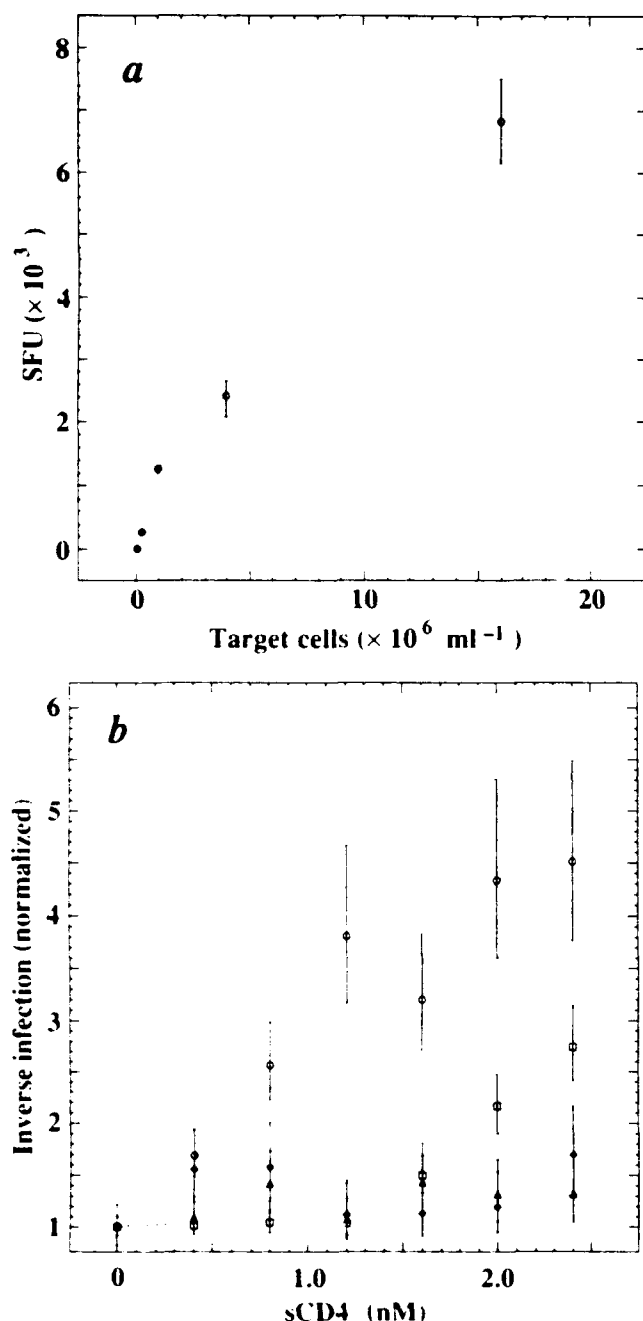 a
8
6
4
2
0
SFU (× 10³)
0 10 20
Target cells (× 10⁶ ml⁻¹)
b
6
5
4
3
2
1
Inverse infection (normalized)
0 1.0 2.0
sCD4 (nM)